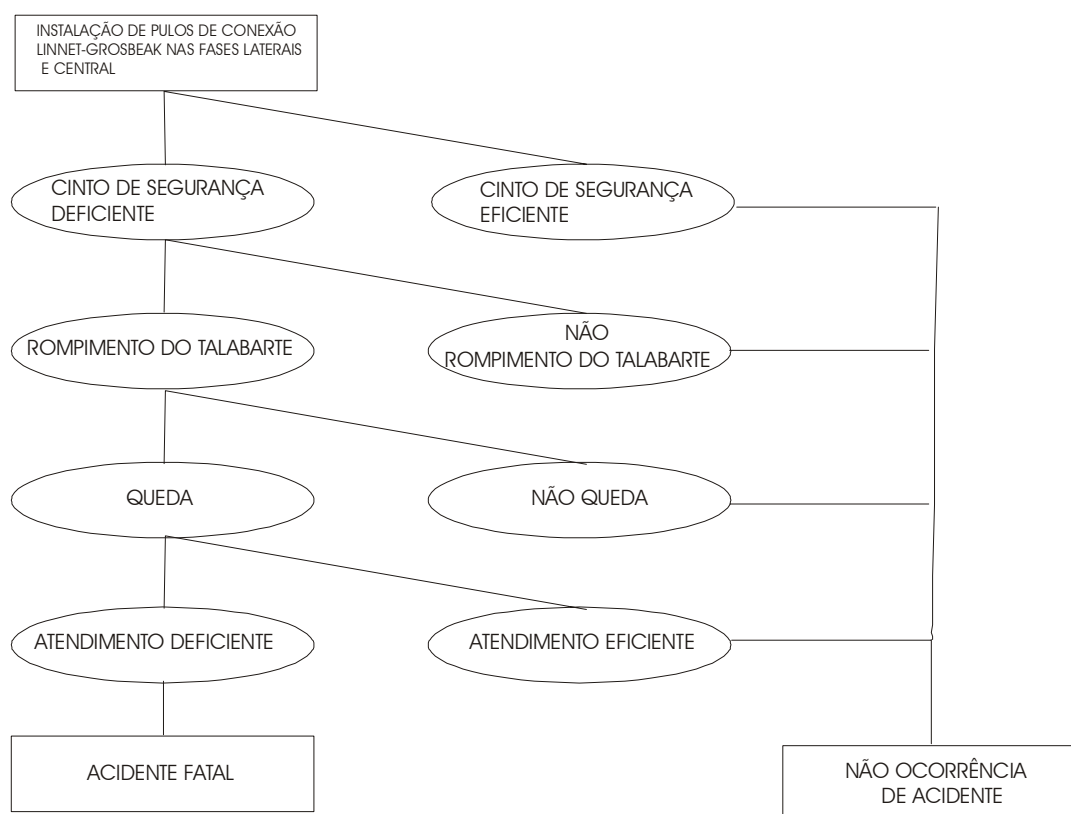 INSTALAÇÃO DE PULOS DE CONEXÃO
LINNET-GROSBEAK NAS FASES LATERAIS
E CENTRAL
CINTO DE SEGURANÇA
DEFICIENTE
CINTO DE SEGURANÇA
EFICIENTE
ROMPIMENTO DO TALABARTE
NÃO
ROMPIMENTO DO TALABARTE
QUEDA
NÃO QUEDA
ATENDIMENTO DEFICIENTE
ATENDIMENTO EFICIENTE
ACIDENTE FATAL
NÃO OCORRÊNCIA
DE ACIDENTE